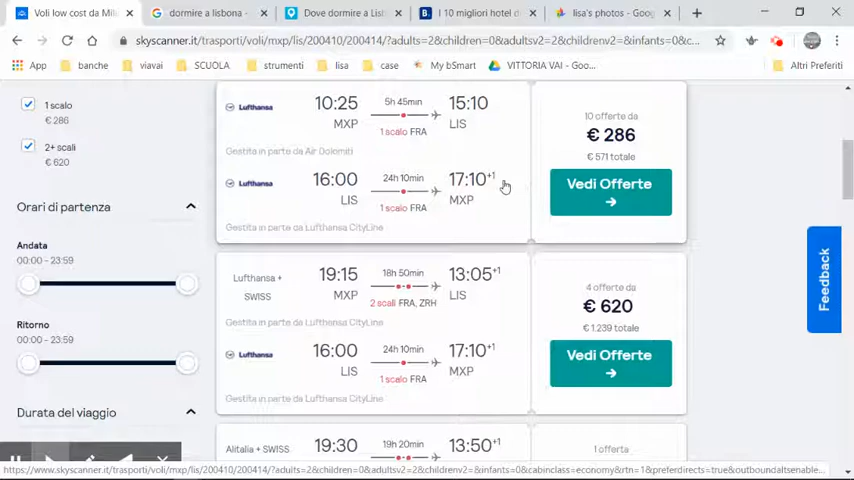 Voli low cost da Mil
dormire a lisbona -
Dove dormire a Lis
I 10 migliori hotel d
lisa's photos - Goog
skyscanner.it/trasporti/voli/mxp/lis/200410/200414/?adults=2&children=0&adultsv2=2&childrenv2=&infants=0&c...
App
banche
viavai
SCUOLA
strumenti
lisa
case
My bSmart
VITTORIA VAI - Goo...
Altri Preferiti
1 scalo
€ 286
2+ scali
€ 620
Orari di partenza
Andata
00:00 - 23:59
Ritorno
00:00 - 23:59
Durata del viaggio
Lufthansa
10:25 5h 45min 15:10
MXP 1 scalo FRA LIS
Gestita in parte da Air Dolomiti
Lufthansa
16:00 24h 10min 17:10+1
LIS 1 scalo FRA MXP
Gestita in parte da Lufthansa CityLine
10 offerte da
€ 286
€ 571 totale
Vedi Offerte
→
Lufthansa + SWISS
19:15 18h 50min 13:05+1
MXP 2 scali FRA, ZRH LIS
Gestita in parte da Lufthansa CityLine
Lufthansa
16:00 24h 10min 17:10+1
LIS 1 scalo FRA MXP
Gestita in parte da Lufthansa CityLine
4 offerte da
€ 620
€ 1.239 totale
Vedi Offerte
→
Alitalia + SWISS
19:30 19h 20min 13:50+1
1 offerta
Feedback
https://www.skyscanner.it/trasporti/voli/mxp/lis/200410/200414/?adults=2&children=0&adultsv2=2&childrenv2=&infants=0&cabinclass=economy&rtn=1&preferdirects=true&outboundaltsenable...